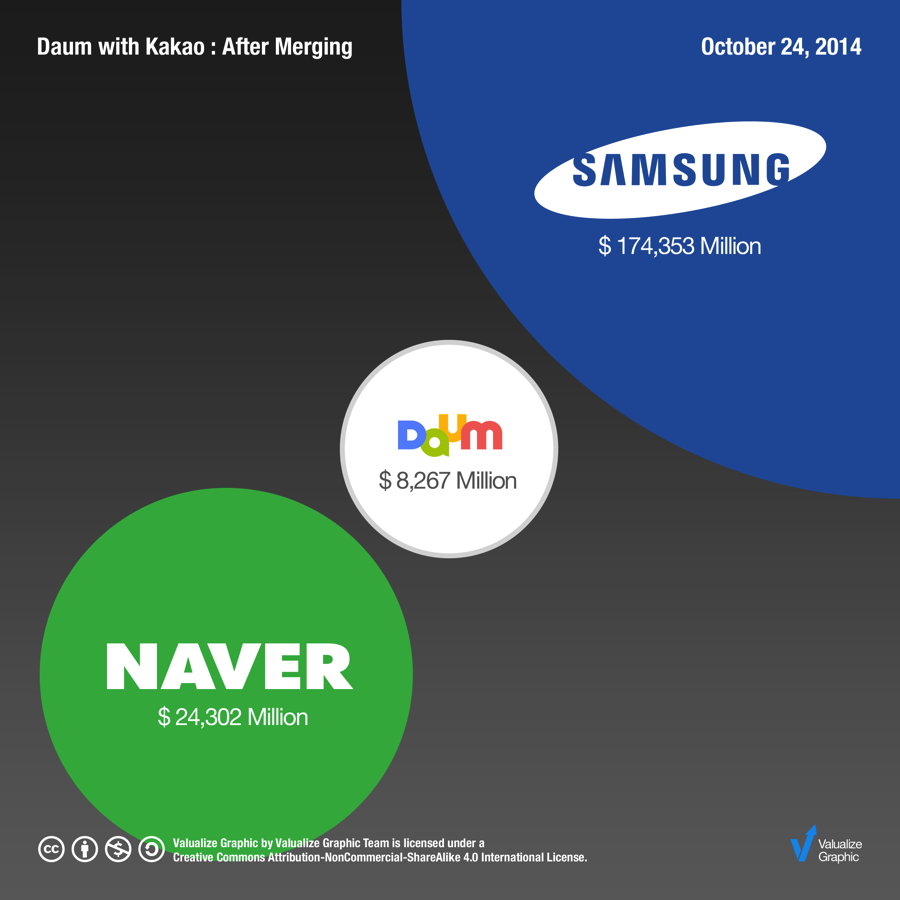 Daum with Kakao : After Merging
October 24, 2014
SAMSUNG
$ 174,353 Million
Daum
$ 8,267 Million
NAVER
$ 24,302 Million
cc
Valualize Graphic by Valualize Graphic Team is licensed under a
Creative Commons Attribution-NonCommercial-ShareAlike 4.0 International License.
Valualize
Graphic